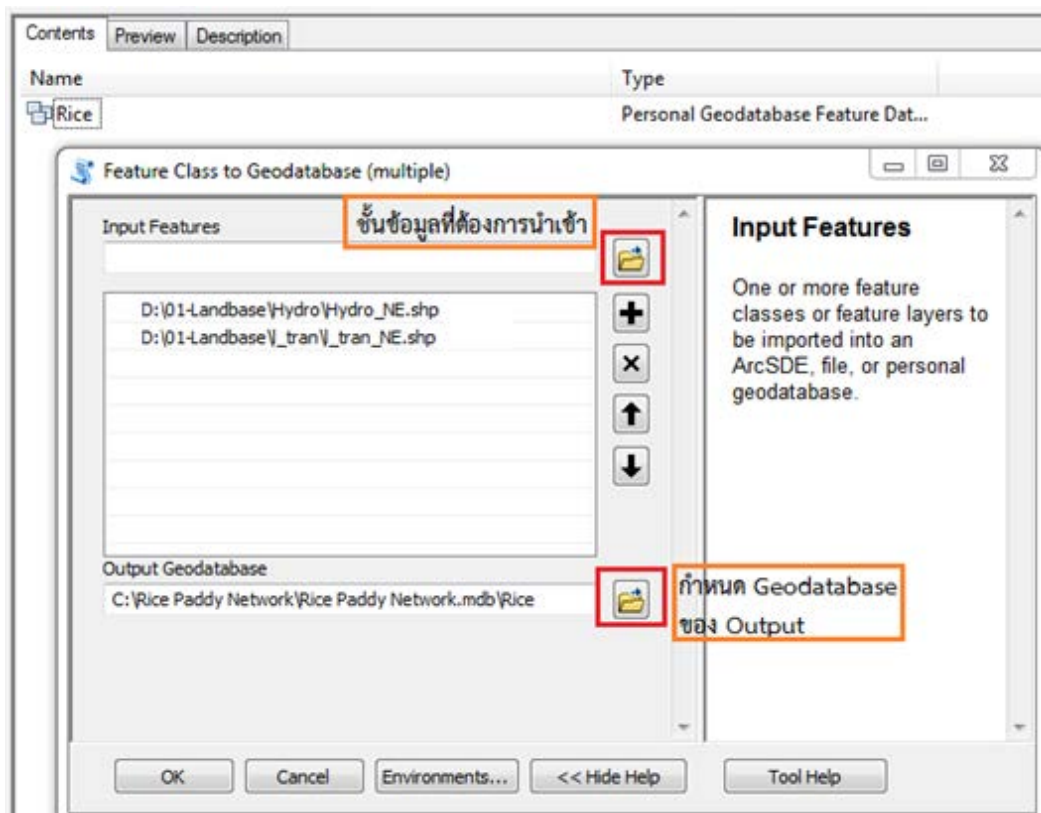 Contents Preview Description
Name Type
Rice Personal Geodatabase Feature Dat...
Feature Class to Geodatabase (multiple)
Input Features
ชั้นข้อมูลที่ต้องการนำเข้า
D:\01-Landbase\Hydro\Hydro_NE.shp
D:\01-Landbase\l_tran\l_tran_NE.shp
Output Geodatabase
C:\Rice Paddy Network\Rice Paddy Network.mdb\Rice
กำหนด Geodatabase
ของ Output
Input Features
One or more feature
classes or feature layers to
be imported into an
ArcSDE, file, or personal
geodatabase.
OK Cancel Environments... << Hide Help Tool Help